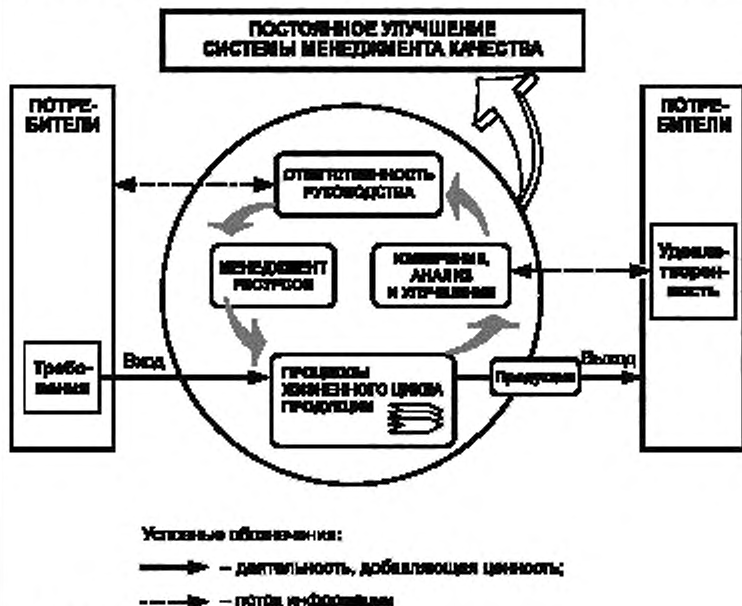 ПОСТОЯННОЕ УЛУЧШЕНИЕ
СИСТЕМЫ МЕНЕДЖМЕНТА КАЧЕСТВА
ПОТРЕ-
БИТЕЛИ
ПОТРЕ-
БИТЕЛИ
ОТВЕТСТВЕННОСТЬ
РУКОВОДСТВА
МЕНЕДЖМЕНТ
РЕСУРСОВ
ИЗМЕРЕНИЕ,
АНАЛИЗ
И УЛУЧШЕНИЕ
Удовле-
творен-
ность
Требо-
вания
Вход
ПРОЦЕССЫ
ЖИЗНЕННОГО ЦИКЛА
ПРОДУКЦИИ
Продукция
Выход
Условные обозначения:
– деятельность, добавляющая ценность;
– поток информации